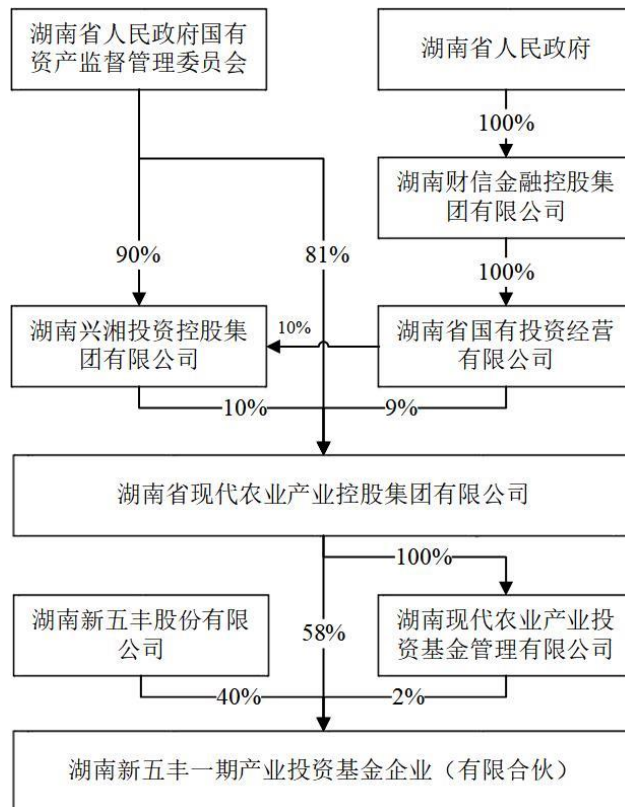 湖南省人民政府国有
资产监督管理委员会
湖南省人民政府
100%
湖南财信金融控股集
团有限公司
90%
81%
100%
湖南兴湘投资控股集
团有限公司
10%
湖南省国有投资经营
有限公司
10%
9%
湖南省现代农业产业控股集团有限公司
100%
湖南新五丰股份有限
公司
58%
湖南现代农业产业投
资基金管理有限公司
40%
2%
湖南新五丰一期产业投资基金企业（有限合伙）